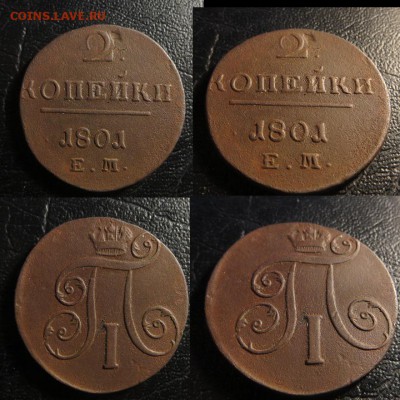 COINS.LAVE.RU
2.
КОПЕЙКИ
1801
Е.М.
2.
КОПЕЙКИ
1801
Е.М.
П
I
П
I